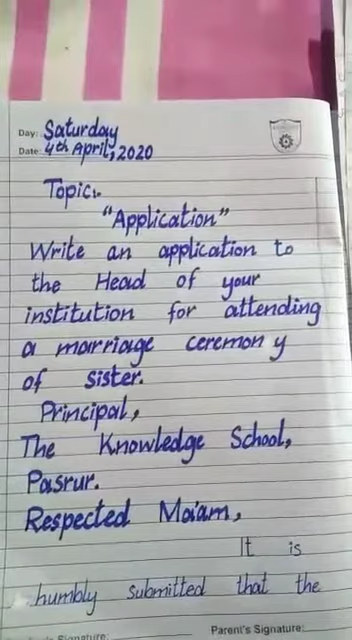 Day: Saturday
Date: 4th April, 2020
Topic:-
"Application"
Write an application to
the Head of your
institution for attending
a marriage ceremony
of sister.
Principal,
The Knowledge School,
Pasrur.
Respected Ma'am,
It is
humbly submitted that the
Signature: Parent's Signature: